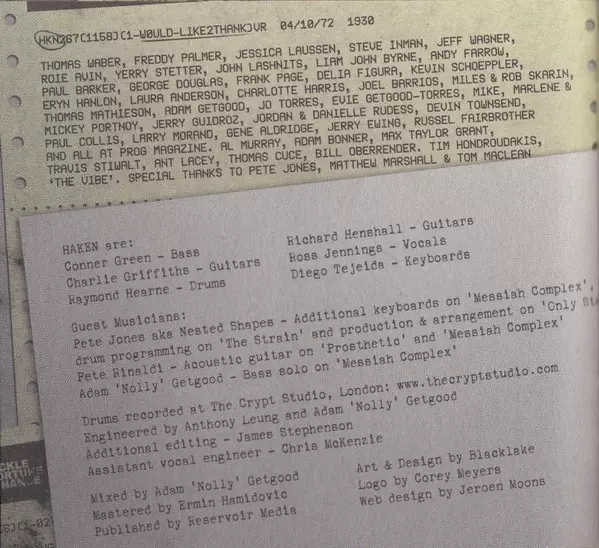 HKN267C1158)C1-W0ULD-LIKE2THANK)VR 04/10/72 1930
THOMAS WABER, FREDDY PALMER, JESSICA LAUSSEN, STEVE INMAN, JEFF WAGNER,
ROIE AVIN, YERRY STETTER, JOHN LASHNITS, LIAM JOHN BYRNE, ANDY FARROW,
PAUL BARKER, GEORGE DOUGLAS, FRANK PAGE, DELIA FIGURA, KEVIN SCHOEPPLER,
ERYN HANLON, LAURA ANDERSON, CHARLOTTE HARRIS, JOEL BARRIOS, MILES & ROB SKARIN,
THOMAS MATHIESON, ADAM GETGOOD, JO TORRES, EVIE GETGOOD-TORRES, MIKE, MARLENE &
MICKEY PORTNOY, JERRY GUIDROZ, JORDAN & DANIELLE RUDESS, DEVIN TOWNSEND,
PAUL COLLIS, LARRY MORAND, GENE ALDRIDGE, JERRY EWING, RUSSEL FAIRBROTHER
AND ALL AT PROG MAGAZINE. AL MURRAY, ADAM BONNER, MAX TAYLOR GRANT,
TRAVIS STIWALT, ANT LACEY, THOMAS CUCE, BILL OBERRENDER. TIM HONDROUDAKIS,
'THE VIBE'. SPECIAL THANKS TO PETE JONES, MATTHEW MARSHALL & TOM MACLEAN
HAKEN are:
Conner Green - Bass
Charlie Griffiths - Guitars
Raymond Hearne - Drums
Richard Henshall - Guitars
Ross Jennings - Vocals
Diego Tejeida - Keyboards
Guest Musicians:
Pete Jones aka Nested Shapes - Additional keyboards on 'Messiah Complex',
drum programming on 'The Strain' and production & arrangement on 'Only
Pete Rinaldi - Acoustic guitar on 'Prosthetic' and 'Messiah Complex'
Adam 'Nolly' Getgood - Bass solo on 'Messiah Complex'
Drums recorded at The Crypt Studio, London: www.thecryptstudio.com
Engineered by Anthony Leung and Adam 'Nolly' Getgood
Additional editing - James Stephenson
Assistant vocal engineer - Chris McKenzie
Mixed by Adam 'Nolly' Getgood
Mastered by Ermin Hamidovic
Published by Reservoir Media
Art & Design by Blacklake
Logo by Corey Meyers
Web design by Jeroen Moons